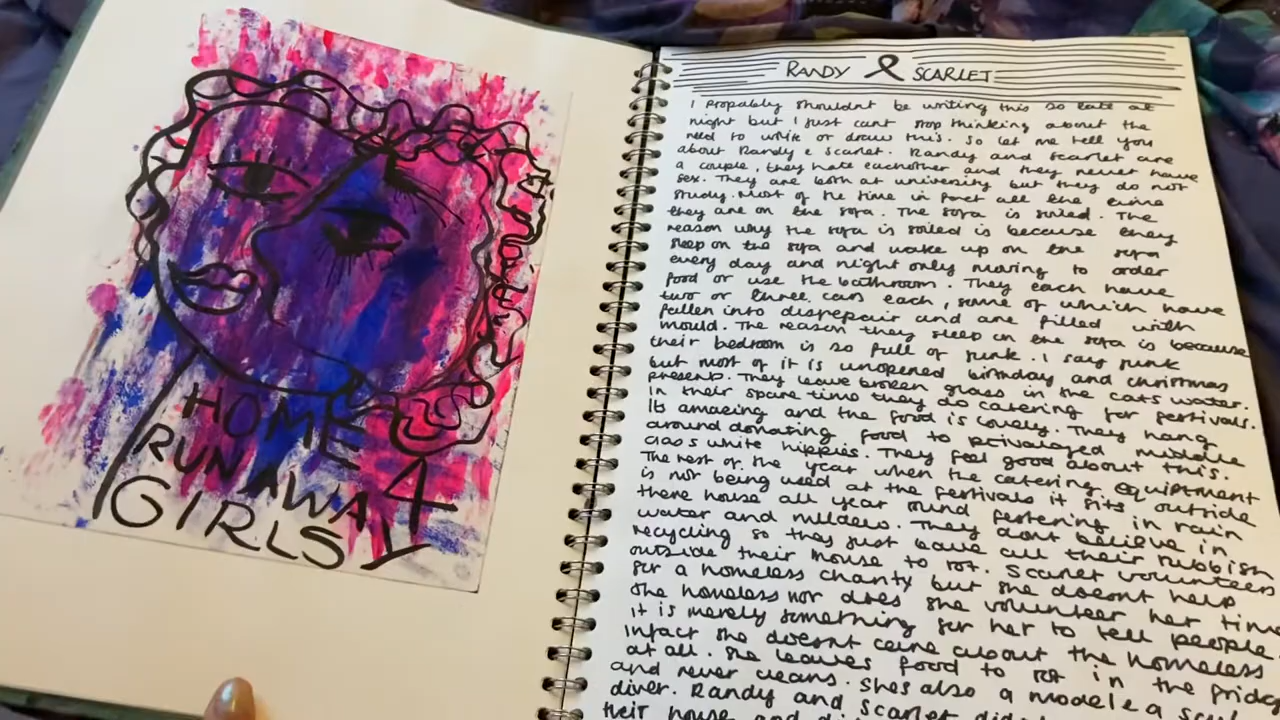 HOME
RUNAWAY 4
GIRLS
RANDY SCARLET
I propably shouldnt be writing this so late at
night but I just cant stop thinking about the
need to write or draw this. So let me tell you
about Randy & Scarlet. Randy and Scarlet are
a couple, they hate eachother and they never have
sex. They are both at university but they do not
study. Most of the time in fact all the time
they are on the sofa. The sofa is soiled. The
reason why the sofa is soiled is because they
sleep on the sofa and wake up on the sofa
every day and night only moving to order
food or use the bathroom. They each have
two or three cars each, some of which have
fallen into disrepair and are filled with
mould. The reason they sleep on the sofa is because
their bedroom is so full of junk. I say junk
but most of it is unopened birthday and christmas
presents. They leave broken glass in the cats water.
In their spare time they do catering for festivals.
Its amazing and the food is lovely. They hang
around donating food to privalaged middle
class white hippies. They feel good about this.
The rest of the year when the catering equiptment
is not being used at the festivals it sits outside
there house all year round festering in rain
water and mildew. They dont believe in
recycling so they just leave all their rubbish
outside their house to rot. Scarlet volunteers
for a homeless charity but she doesnt help
the homeless nor does she volunteer her time
it is merely something for her to tell people.
Infact she doesnt care about the homeless
at all. She leaves food to rot in the fridge
and never cleans. Shes also a model & a
diver. Randy and Scarlet
their house and